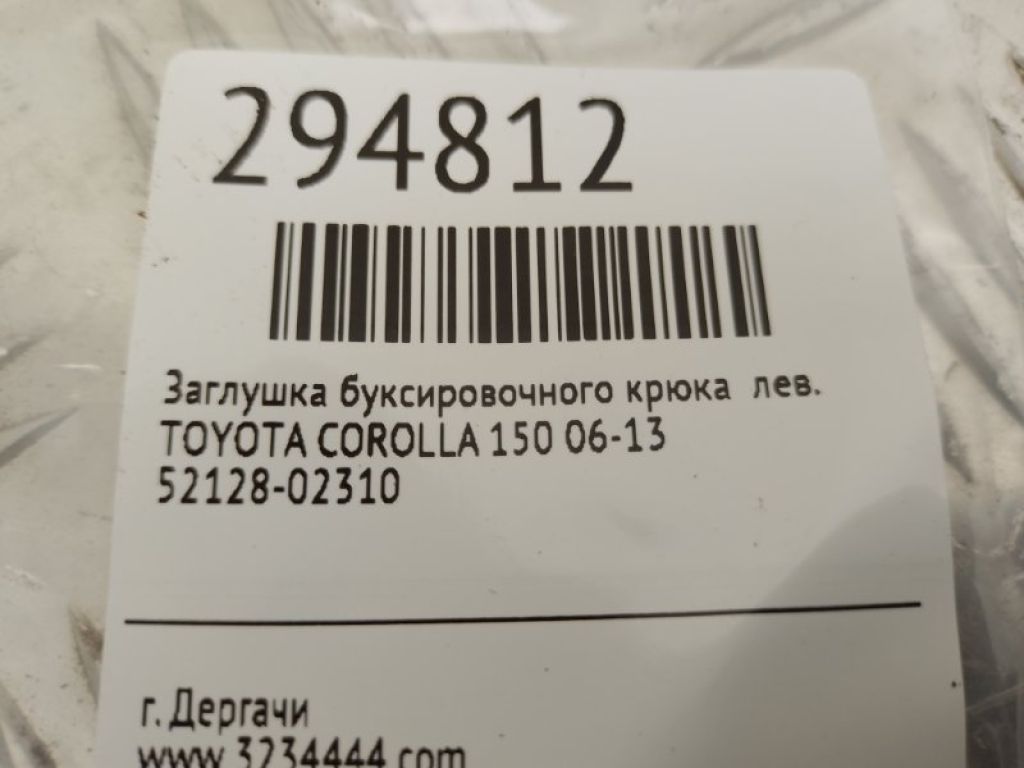 294812
Заглушка буксировочного крюка лев.
TOYOTA COROLLA 150 06-13
52128-02310
г. Дергачи
www.3234444.com